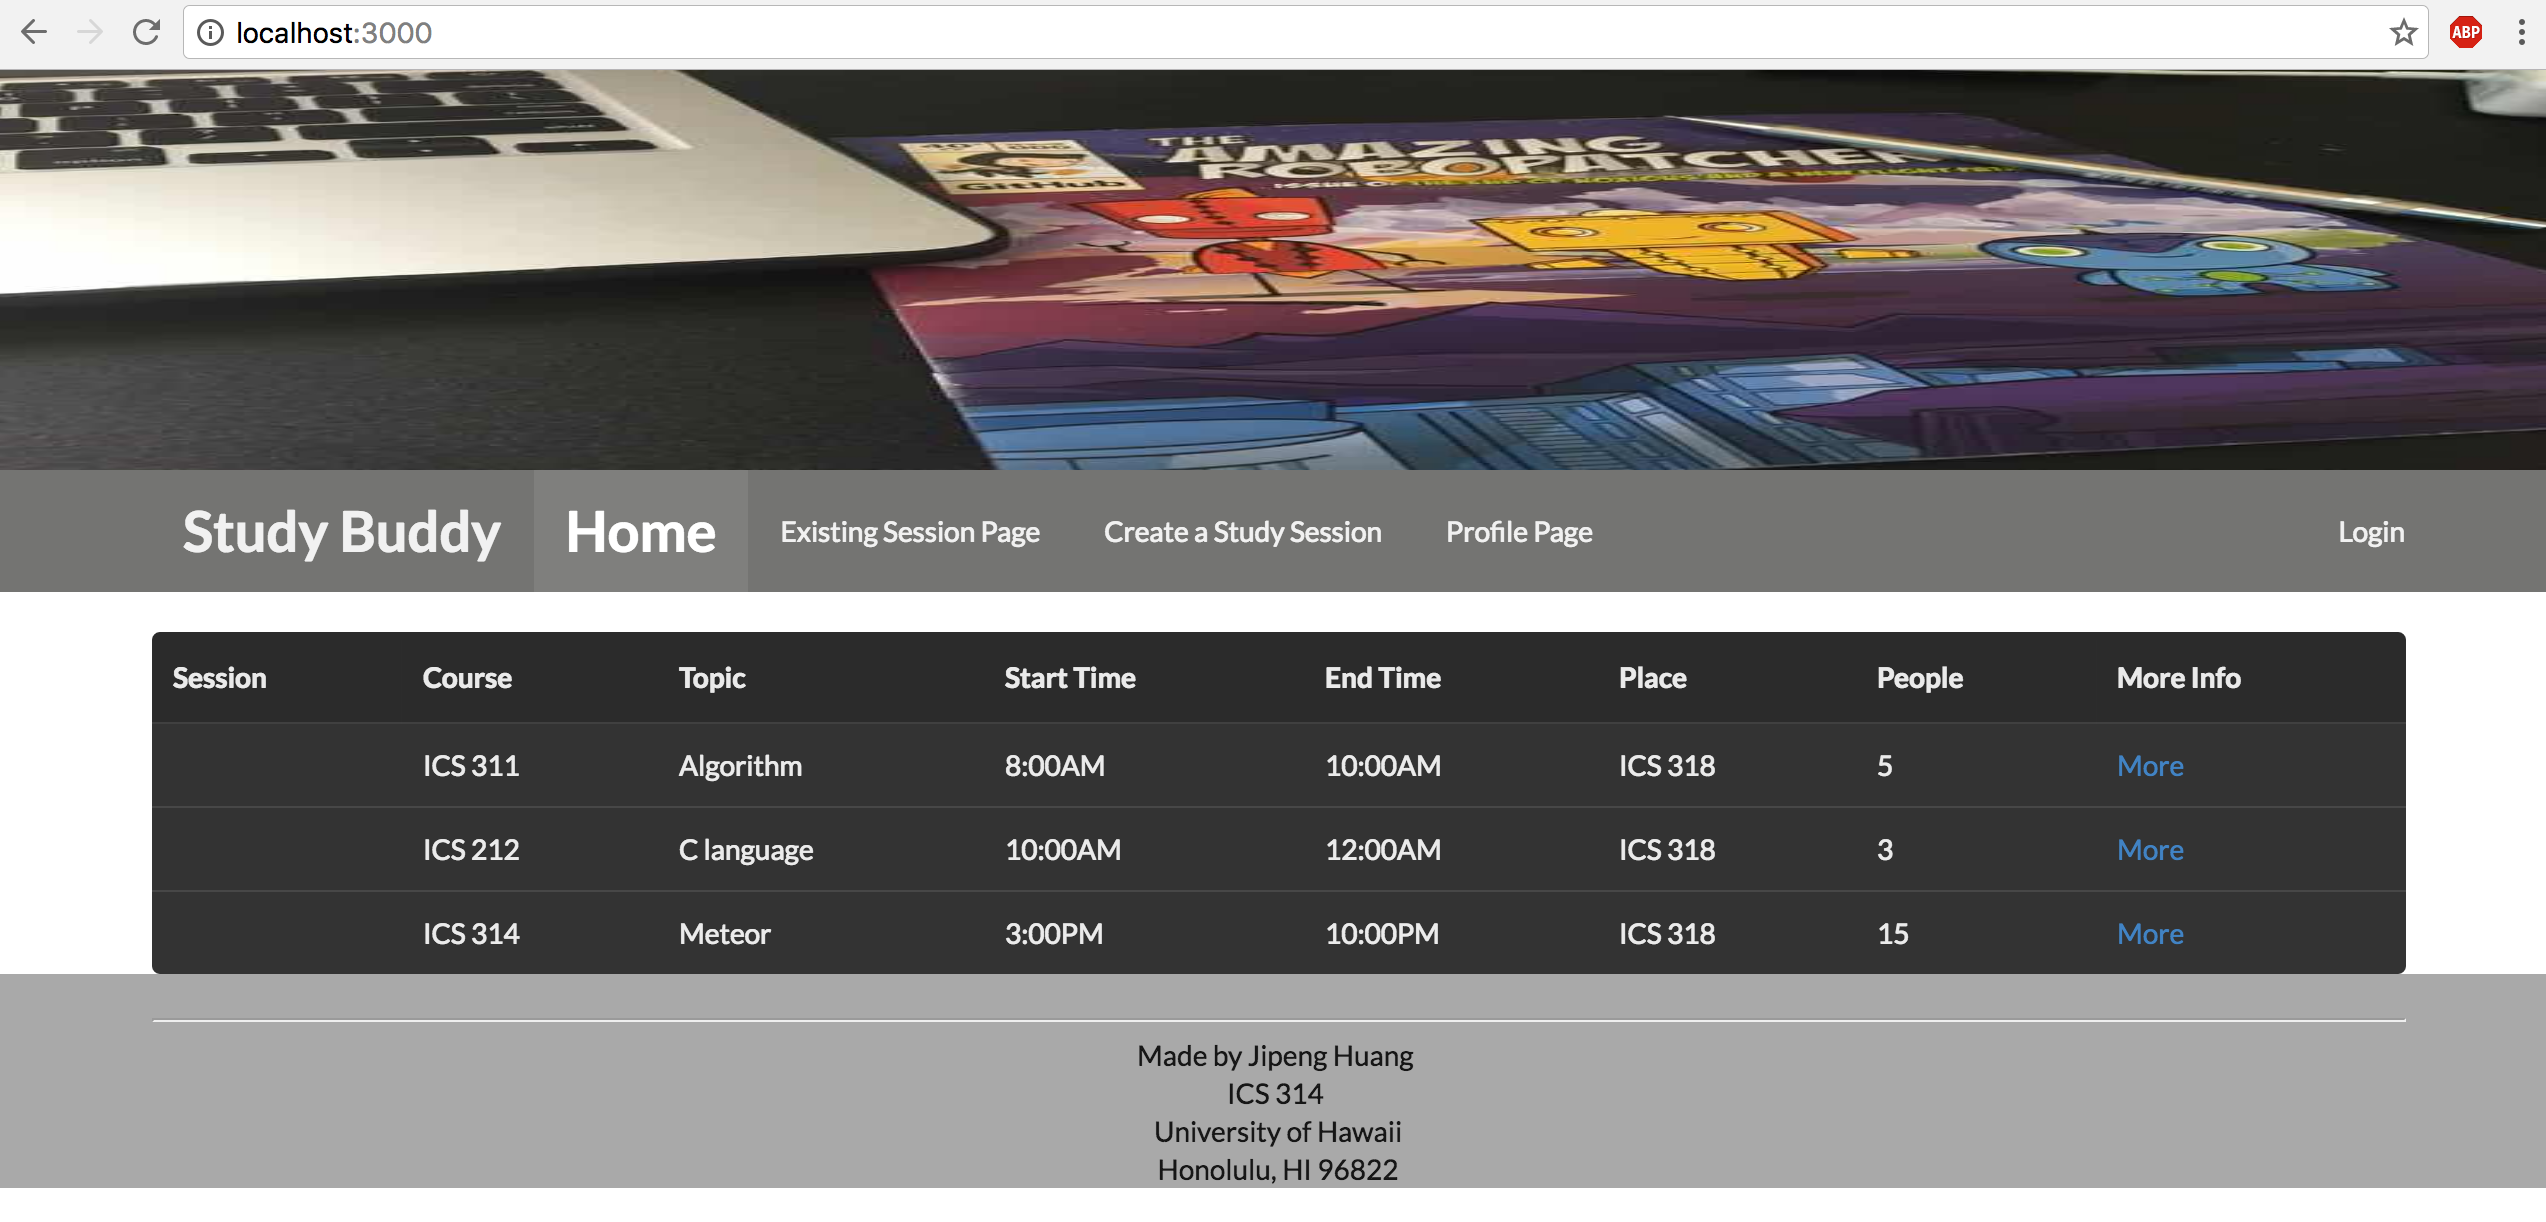 localhost:3000
ABP
GitHub
THE
AMAZING
ROBOPATCHER
Study Buddy Home Existing Session Page Create a Study Session Profile Page Login
Session Course Topic Start Time End Time Place People More Info
ICS 311 Algorithm 8:00AM 10:00AM ICS 318 5 More
ICS 212 C language 10:00AM 12:00AM ICS 318 3 More
ICS 314 Meteor 3:00PM 10:00PM ICS 318 15 More
Made by Jipeng Huang
ICS 314
University of Hawaii
Honolulu, HI 96822